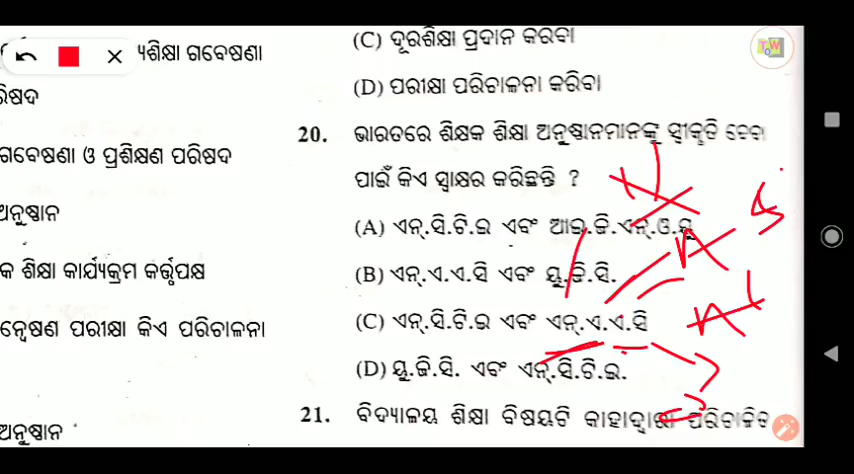 ଯଶିକ୍ଷା ଗବେଷଣା
ରିଷଦ
ଗବେଷଣା ଓ ପ୍ରଶିକ୍ଷଣ ପରିଷଦ
ଅନୁଷ୍ଠାନ
କ ଶିକ୍ଷା କାର୍ଯ୍ୟକ୍ରମ କର୍ତ୍ତୃପକ୍ଷ
ନ୍ୱେଷଣ ପରୀକ୍ଷା କିଏ ପରିଚାଳନା
ଅନୁଷ୍ଠାନ
(C) ଦୂରଶିକ୍ଷା ପ୍ରଦାନ କରିବା
(D) ପରୀକ୍ଷା ପରିଚାଳନା କରିବା
20. ଭାରତରେ ଶିକ୍ଷକ ଶିକ୍ଷା ଅନୁଷ୍ଠାନମାନଙ୍କୁ ସ୍ୱୀକୃତି ଦେବା
ପାଇଁ କିଏ ସ୍ୱାକ୍ଷର କରିଛନ୍ତି ?
(A) ଏନ୍.ସି.ଟି.ଇ ଏବଂ ଆଇ.ଜି.ଏନ୍.ଓ.ୟୁ
(B) ଏନ୍.ଏ.ଏ.ସି ଏବଂ ୟୁ.ଜି.ସି.
(C) ଏନ୍.ସି.ଟି.ଇ ଏବଂ ଏନ୍.ଏ.ଏ.ସି
(D) ୟୁ.ଜି.ସି. ଏବଂ ଏନ୍.ସି.ଟି.ଇ.
21. ବିଦ୍ୟାଳୟ ଶିକ୍ଷା ବିଷୟଟି କାହାଦ୍ୱାରା ପରିଚାଳିତ